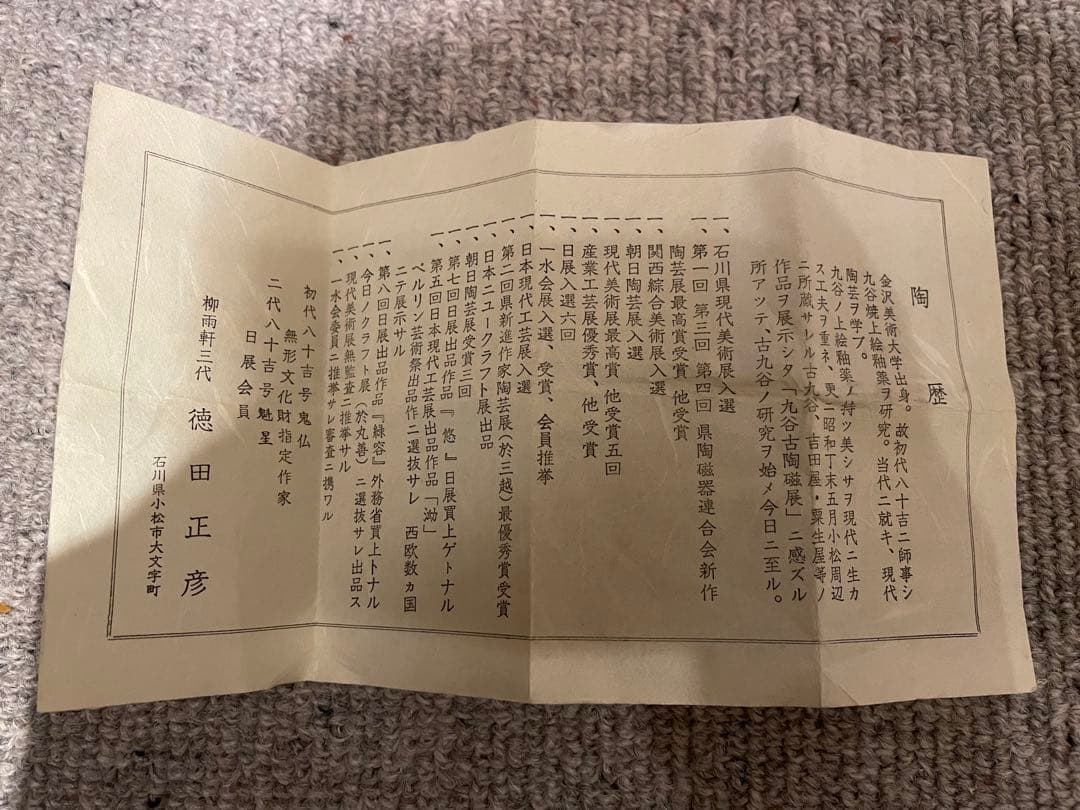 陶歴
金沢美術大学出身。故初代八十吉ニ師事シ
九谷焼上絵釉薬ヲ研究。当代ニ就キ、現代
陶芸ヲ学ブ。
九谷ノ上絵釉薬ノ持ツ美シサヲ現代ニ生カ
ス工夫ヲ重ネ、更ニ昭和丁未五月小松周辺
ニ所蔵サレル古九谷、吉田屋・粟生屋等ノ
作品ヲ展示シタ「九谷古陶磁展」ニ感ズル
所アッテ、古九谷ノ研究ヲ始メ今日ニ至ル。
一、石川県現代美術展入選
一、第一回 第三回 第四回 県陶磁器連合会新作
陶芸展最高賞受賞 他受賞
一、関西綜合美術展入選
一、朝日陶芸展入選
一、現代美術展最高賞 他受賞五回
一、産業工芸展優秀賞、他受賞
一、日展入選六回
一、一水会展入選、受賞、会員推挙
一、日本現代工芸展入選
一、第二回県新進作家陶芸展(於三越)最優秀賞受賞
一、日本ニュークラフト展出品
一、朝日陶芸展受賞三回
一、第七回日展出品作品『悠』日展買上ゲトナル
一、第五回日本現代工芸展出品作品「泑」
ベルリン芸術祭出品作ニ選抜サレ 西欧数ヵ国
ニテ展示サル
一、第八回日展出品作品『緑容』外務省買上トナル
一、今日ノクラフト展(於丸善)ニ選抜サレ出品ス
一、現代美術展無監査ニ推挙サル
一、一水会委員ニ推挙サレ審査ニ携ワル
初代八十吉号鬼仏
無形文化財指定作家
二代八十吉号魁星
日展会員
柳雨軒三代 徳田正彦
石川県小松市大文字町